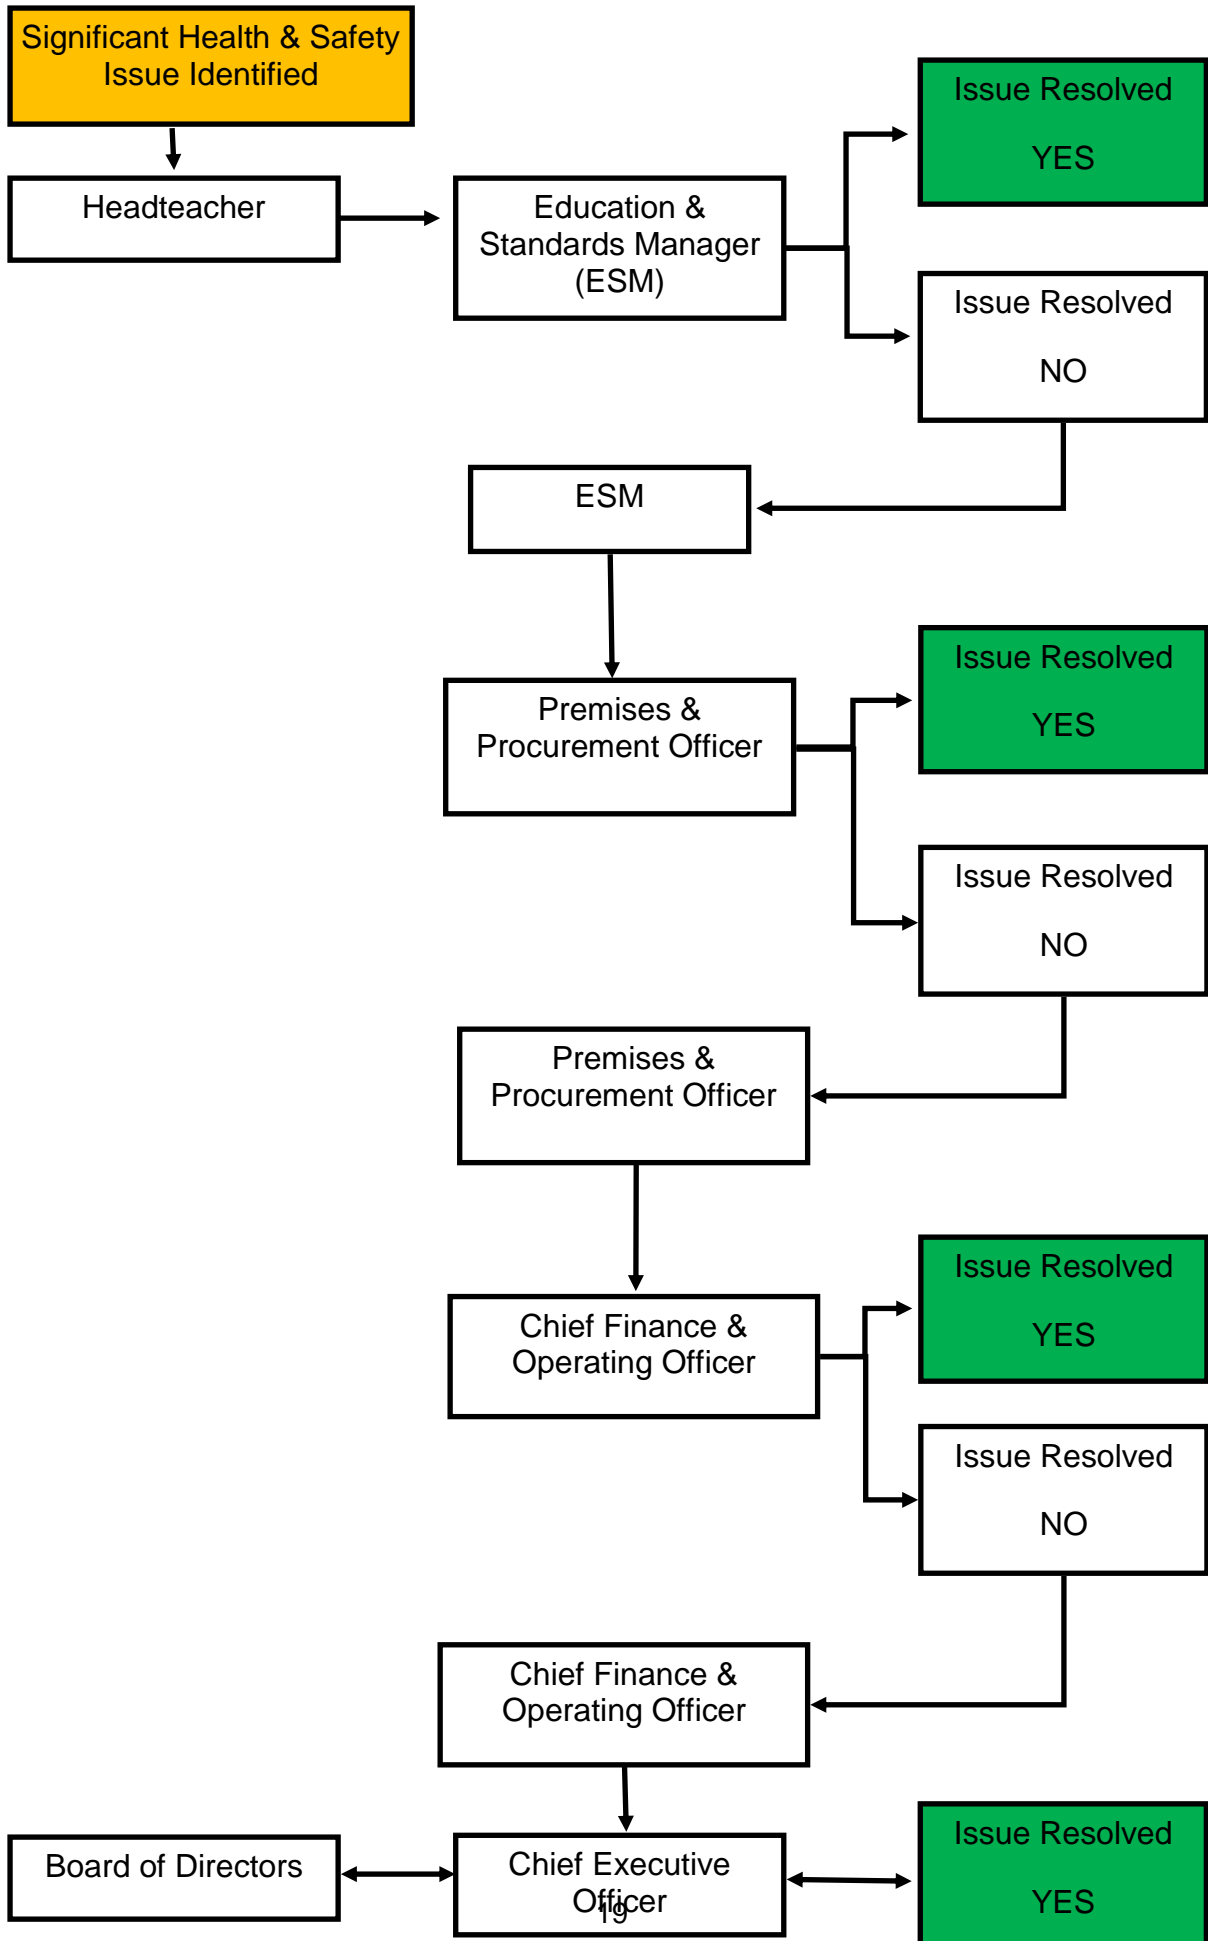 Significant Health & Safety
Issue Identified
Issue Resolved
YES
Headteacher
Education &
Standards Manager
(ESM)
Issue Resolved
NO
ESM
Issue Resolved
YES
Premises &
Procurement Officer
Issue Resolved
NO
Premises &
Procurement Officer
Issue Resolved
YES
Chief Finance &
Operating Officer
Issue Resolved
NO
Chief Finance &
Operating Officer
Board of Directors
Chief Executive
Officer
Issue Resolved
YES
19